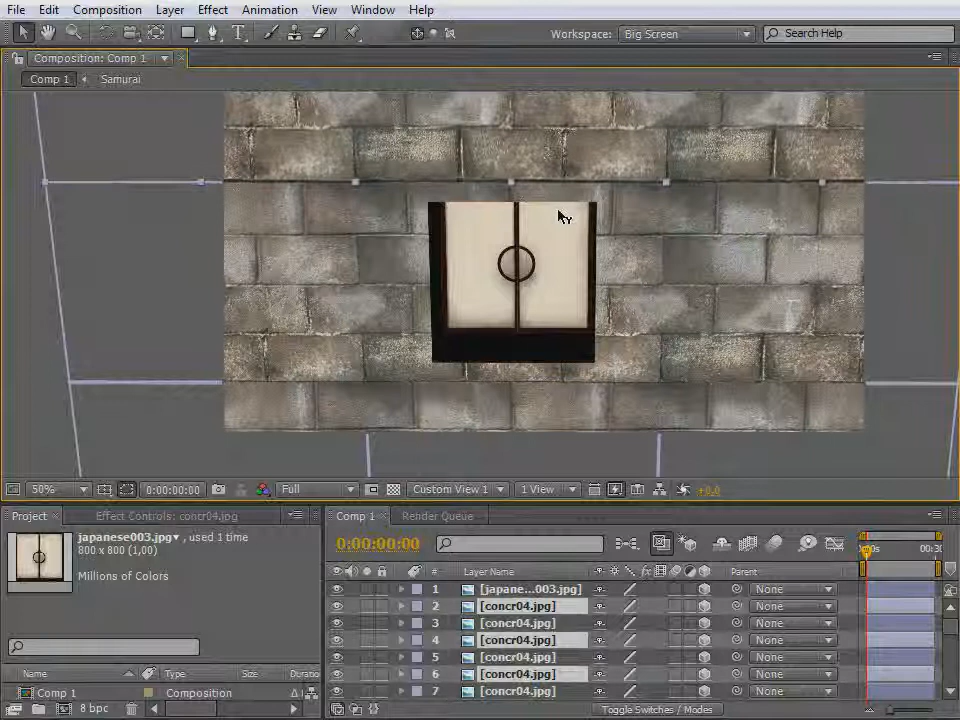 File Edit Composition Layer Effect Animation View Window Help
Workspace: Big Screen Search Help
Composition: Comp 1
Comp 1 Samurai
50% 0:00:00:00 Full Custom View 1 1 View +0,0
Project Effect Controls: concr04.jpg
japanese003.jpg , used 1 time
800 x 800 (1,00)
Millions of Colors
Name Type Size Duratio
Comp 1 Composition
8 bpc
Comp 1 Render Queue
0:00:00:00
# Layer Name Parent
1 [japane...003.jpg] None
2 [concr04.jpg] None
3 [concr04.jpg] None
4 [concr04.jpg] None
5 [concr04.jpg] None
6 [concr04.jpg] None
7 [concr04.jpg] None
Toggle Switches / Modes